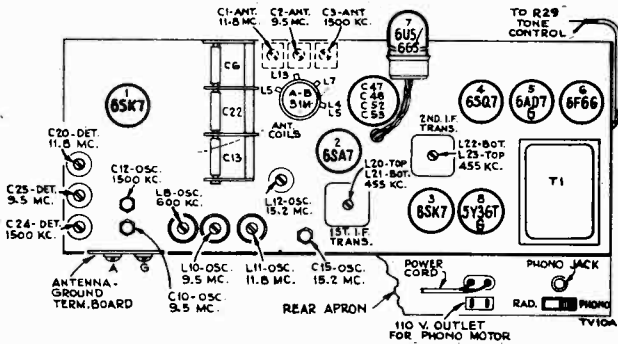 C1-ANT.
11.8 MC.
C2-ANT.
9.5 MC.
C3-ANT
1500 KC.
7
6U5
6G5
TO R29
TONE
CONTROL
L13
L7
L5
A-B
31M
L4
L5
ANT.
COILS
C6
C22
C13
C47
C48
C52
C53
1
6SK7
2
6SA7
4
6SQ7
5
6AD7
G
6
6F6G
2ND. I.F.
TRANS.
L22-BOT.
L23-TOP
455 KC.
C20-DET.
11.8 MC.
C25-DET.
9.5 MC.
C24-DET.
1500 KC.
C12-OSC.
1500 KC.
L8-OSC.
600 KC.
L12-OSC.
15.2 MC.
L20-TOP
L21-BOT.
455 KC.
1ST. I.F.
TRANS.
3
6SK7
8
5Y3GT
G
T1
ANTENNA-
GROUND
TERM. BOARD
A
G
C10-OSC.
9.5 MC.
L10-OSC.
9.5 MC.
L11-OSC.
11.8 MC.
C15-OSC.
15.2 MC.
REAR APRON
POWER
CORD
110 V. OUTLET
FOR PHONO MOTOR
PHONO JACK
RAD.
PHONO
TV10A